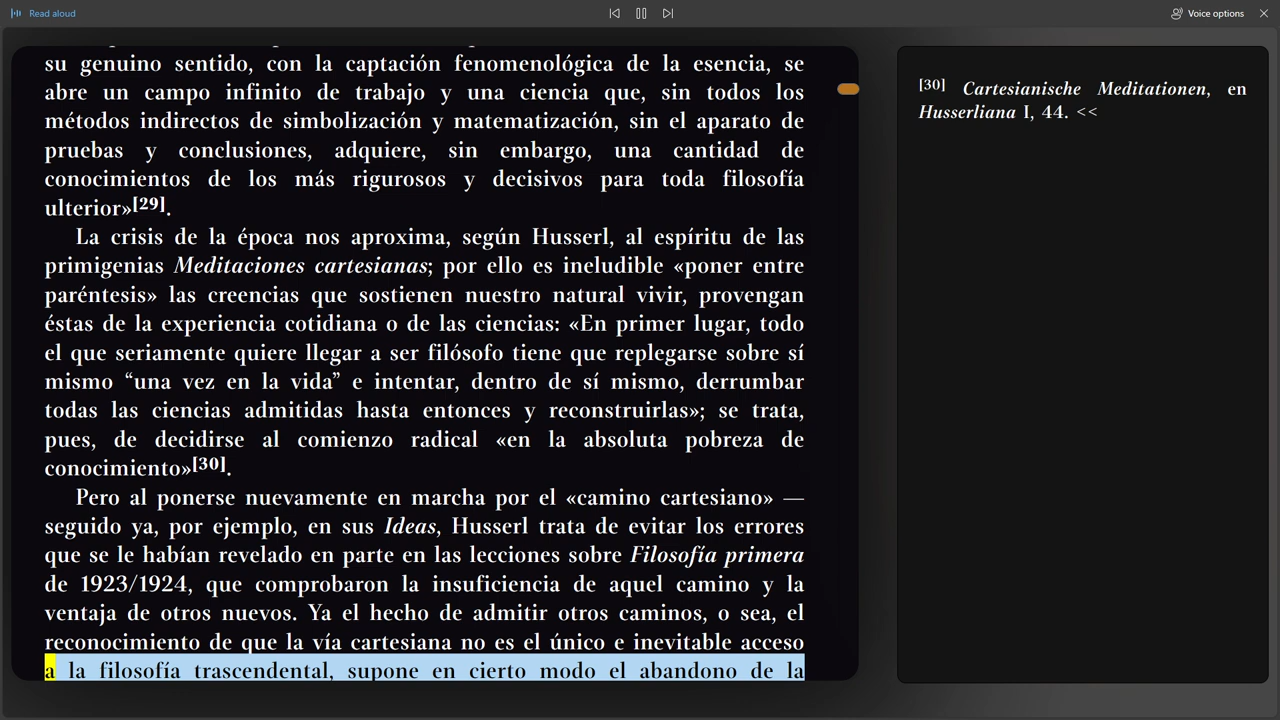 Read aloud
Voice options
su genuino sentido, con la captación fenomenológica de la esencia, se
abre un campo infinito de trabajo y una ciencia que, sin todos los
métodos indirectos de simbolización y matematización, sin el aparato de
pruebas y conclusiones, adquiere, sin embargo, una cantidad de
conocimientos de los más rigurosos y decisivos para toda filosofía
ulterior»[29].
La crisis de la época nos aproxima, según Husserl, al espíritu de las
primigenias Meditaciones cartesianas; por ello es ineludible «poner entre
paréntesis» las creencias que sostienen nuestro natural vivir, provengan
éstas de la experiencia cotidiana o de las ciencias: «En primer lugar, todo
el que seriamente quiere llegar a ser filósofo tiene que replegarse sobre sí
mismo “una vez en la vida” e intentar, dentro de sí mismo, derrumbar
todas las ciencias admitidas hasta entonces y reconstruirlas»; se trata,
pues, de decidirse al comienzo radical «en la absoluta pobreza de
conocimiento»[30].
Pero al ponerse nuevamente en marcha por el «camino cartesiano» —
seguido ya, por ejemplo, en sus Ideas, Husserl trata de evitar los errores
que se le habían revelado en parte en las lecciones sobre Filosofía primera
de 1923/1924, que comprobaron la insuficiencia de aquel camino y la
ventaja de otros nuevos. Ya el hecho de admitir otros caminos, o sea, el
reconocimiento de que la vía cartesiana no es el único e inevitable acceso
a la filosofía trascendental, supone en cierto modo el abandono de la
[30] Cartesianische Meditationen, en
Husserliana I, 44. <<